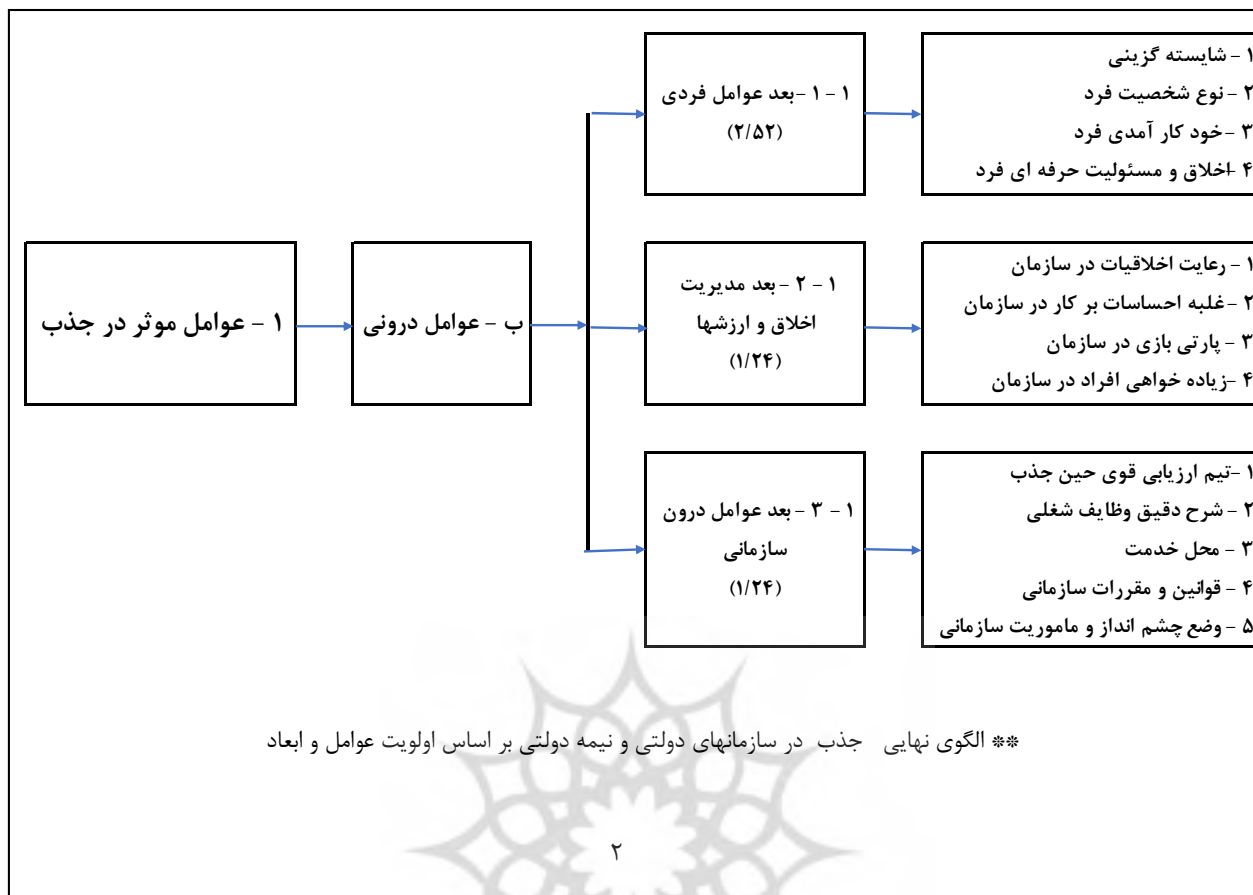 ۱ - عوامل موثر در جذب
ب - عوامل درونی
۱ - ۱ - بعد عوامل فردی
(۲/۵۲)
۱ - شایسته گزینی
۲ - نوع شخصیت فرد
۳ - خود کار آمدی فرد
۴ - اخلاق و مسئولیت حرفه ای فرد
۱ - ۲ - بعد مدیریت
اخلاق و ارزشها
(۱/۲۴)
۱ - رعایت اخلاقیات در سازمان
۲ - غلبه احساسات بر کار در سازمان
۳ - پارتی بازی در سازمان
۴ - زیاده خواهی افراد در سازمان
۱ - ۳ - بعد عوامل درون
سازمانی
(۱/۲۴)
۱ - تیم ارزیابی قوی حین جذب
۲ - شرح دقیق وظایف شغلی
۳ - محل خدمت
۴ - قوانین و مقررات سازمانی
۵ - وضع چشم انداز و ماموریت سازمانی
** الگوی نهایی جذب در سازمانهای دولتی و نیمه دولتی بر اساس اولویت عوامل و ابعاد
۲